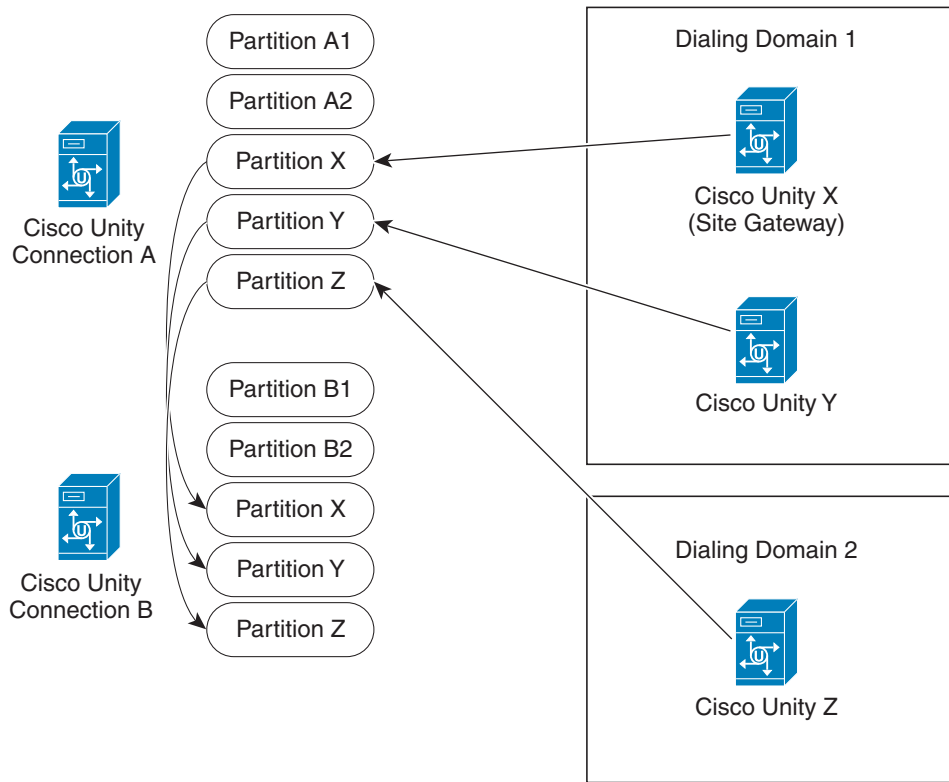 Partition A1
Partition A2
Partition X
Partition Y
Partition Z
Cisco Unity
Connection A
Partition B1
Partition B2
Partition X
Partition Y
Partition Z
Cisco Unity
Connection B
Dialing Domain 1
U
Cisco Unity X
(Site Gateway)
U
Cisco Unity Y
Dialing Domain 2
U
Cisco Unity Z
U
U